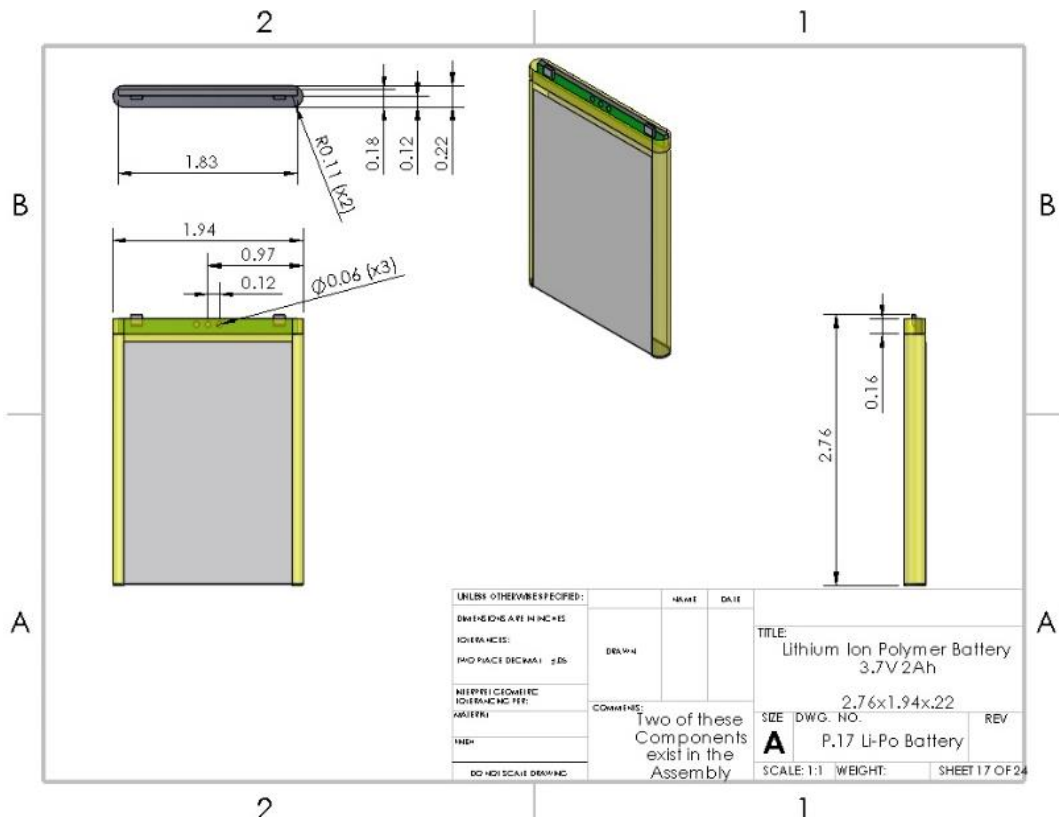 2
1
B
B
0.18
0.12
0.22
1.83
R0.11 (x2)
1.94
0.97
0.12
Ø0.06 (x3)
0.16
2.76
A
A
UNLESS OTHERWISE SPECIFIED:
DIMENSIONS ARE IN INCHES
TOLERANCES:
TWO PLACE DECIMAL ±.05
INTERPRET GEOMETRIC
TOLERANCING PER:
MATERIAL
DO NOT SCALE DRAWING
NAME
DATE
DRAWN
COMMENTS:
Two of these
Components
exist in the
Assembly
TITLE:
Lithium Ion Polymer Battery
3.7V 2Ah
2.76x1.94x.22
SIZE
A
DWG. NO.
P.17 Li-Po Battery
REV
SCALE: 1:1
WEIGHT:
SHEET 17 OF 24
2
1